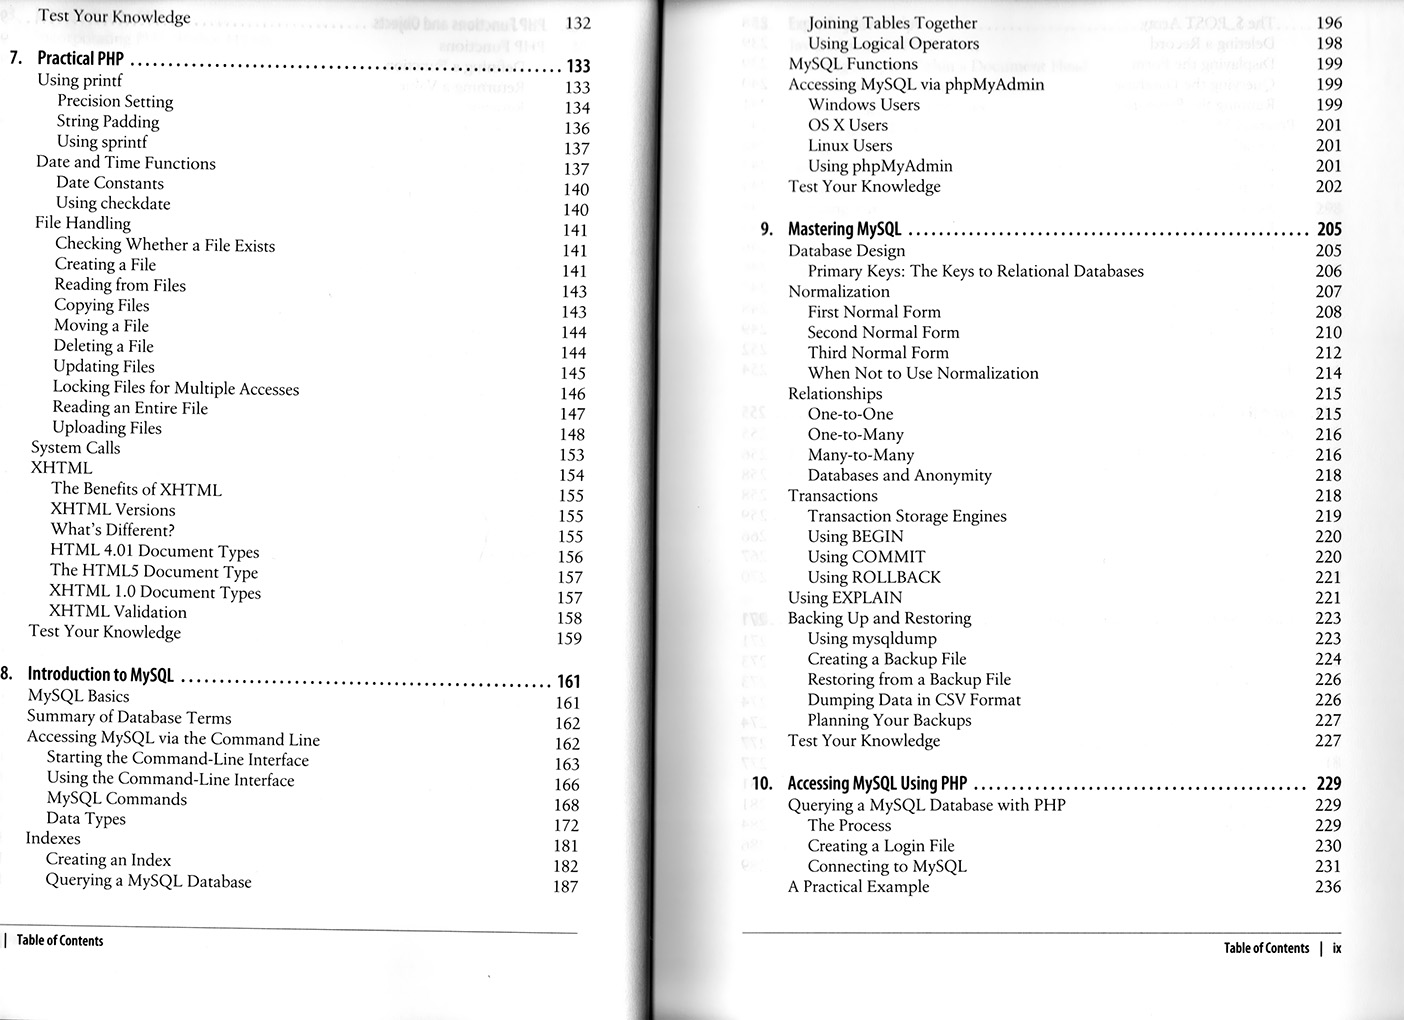 Test Your Knowledge 132
7. Practical PHP 133
Using printf 133
Precision Setting 134
String Padding 136
Using sprintf 137
Date and Time Functions 137
Date Constants 140
Using checkdate 140
File Handling 141
Checking Whether a File Exists 141
Creating a File 141
Reading from Files 143
Copying Files 143
Moving a File 144
Deleting a File 144
Updating Files 145
Locking Files for Multiple Accesses 146
Reading an Entire File 147
Uploading Files 148
System Calls 153
XHTML 154
The Benefits of XHTML 155
XHTML Versions 155
What's Different? 155
HTML 4.01 Document Types 156
The HTML5 Document Type 157
XHTML 1.0 Document Types 157
XHTML Validation 158
Test Your Knowledge 159
8. Introduction to MySQL 161
MySQL Basics 161
Summary of Database Terms 162
Accessing MySQL via the Command Line 162
Starting the Command-Line Interface 163
Using the Command-Line Interface 166
MySQL Commands 168
Data Types 172
Indexes 181
Creating an Index 182
Querying a MySQL Database 187
| Table of Contents
Joining Tables Together 196
Using Logical Operators 198
MySQL Functions 199
Accessing MySQL via phpMyAdmin 199
Windows Users 199
OS X Users 201
Linux Users 201
Using phpMyAdmin 201
Test Your Knowledge 202
9. Mastering MySQL 205
Database Design 205
Primary Keys: The Keys to Relational Databases 206
Normalization 207
First Normal Form 208
Second Normal Form 210
Third Normal Form 212
When Not to Use Normalization 214
Relationships 215
One-to-One 215
One-to-Many 216
Many-to-Many 216
Databases and Anonymity 218
Transactions 218
Transaction Storage Engines 219
Using BEGIN 220
Using COMMIT 220
Using ROLLBACK 221
Using EXPLAIN 221
Backing Up and Restoring 223
Using mysqldump 223
Creating a Backup File 224
Restoring from a Backup File 226
Dumping Data in CSV Format 226
Planning Your Backups 227
Test Your Knowledge 227
10. Accessing MySQL Using PHP 229
Querying a MySQL Database with PHP 229
The Process 229
Creating a Login File 230
Connecting to MySQL 231
A Practical Example 236
Table of Contents | ix